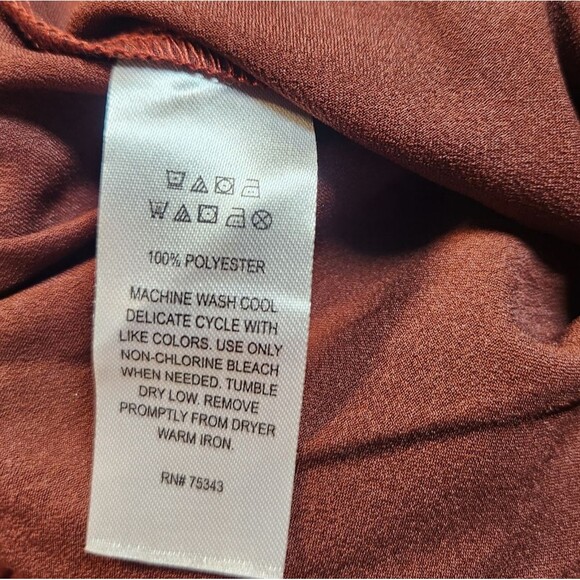 100% POLYESTER
MACHINE WASH COOL
DELICATE CYCLE WITH
LIKE COLORS. USE ONLY
NON-CHLORINE BLEACH
WHEN NEEDED. TUMBLE
DRY LOW. REMOVE
PROMPTLY FROM DRYER
WARM IRON.
RN# 75343